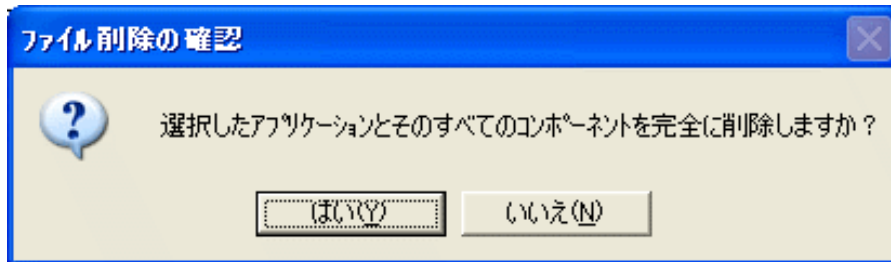 ファイル削除の確認
選択したアプリケーションとそのすべてのコンポーネントを完全に削除しますか？
はい(Y)
いいえ(N)